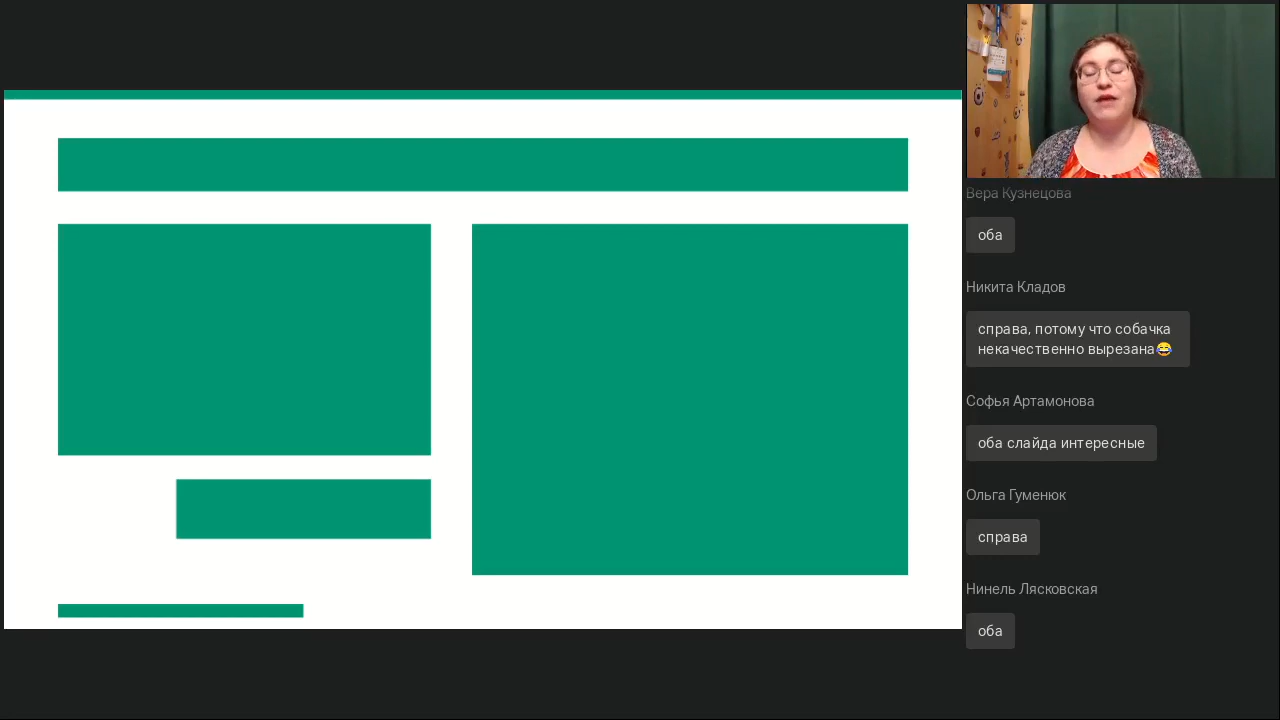 Вера Кузнецова
оба
Никита Кладов
справа, потому что собачка
некачественно вырезана😂
Софья Артамонова
оба слайда интересные
Ольга Гуменюк
справа
Нинель Лясковская
оба